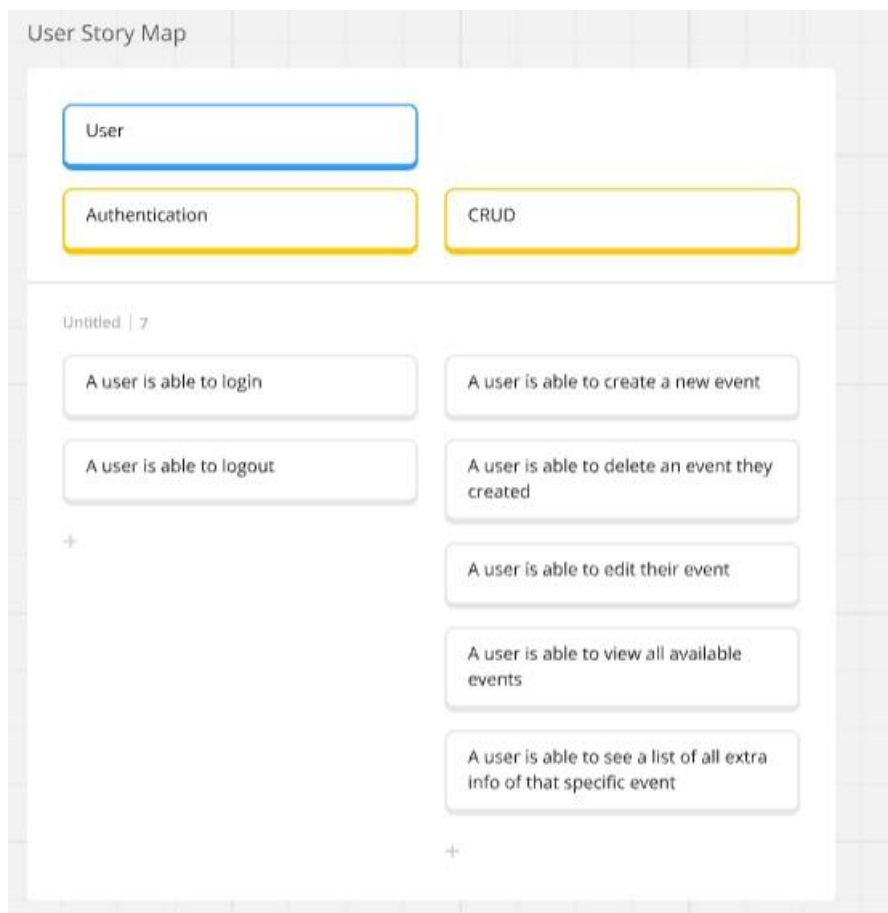 User Story Map
User
Authentication
CRUD
Untitled | 7
A user is able to login
A user is able to create a new event
A user is able to logout
A user is able to delete an event they
created
+
A user is able to edit their event
A user is able to view all available
events
A user is able to see a list of all extra
info of that specific event
+